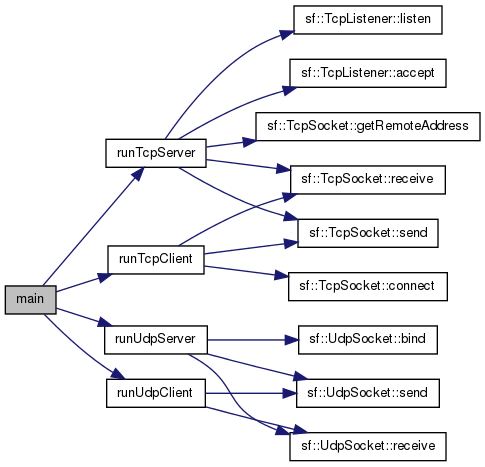 main
runTcpServer
runTcpClient
runUdpServer
runUdpClient
sf::TcpListener::listen
sf::TcpListener::accept
sf::TcpSocket::getRemoteAddress
sf::TcpSocket::receive
sf::TcpSocket::send
sf::TcpSocket::connect
sf::UdpSocket::bind
sf::UdpSocket::send
sf::UdpSocket::receive